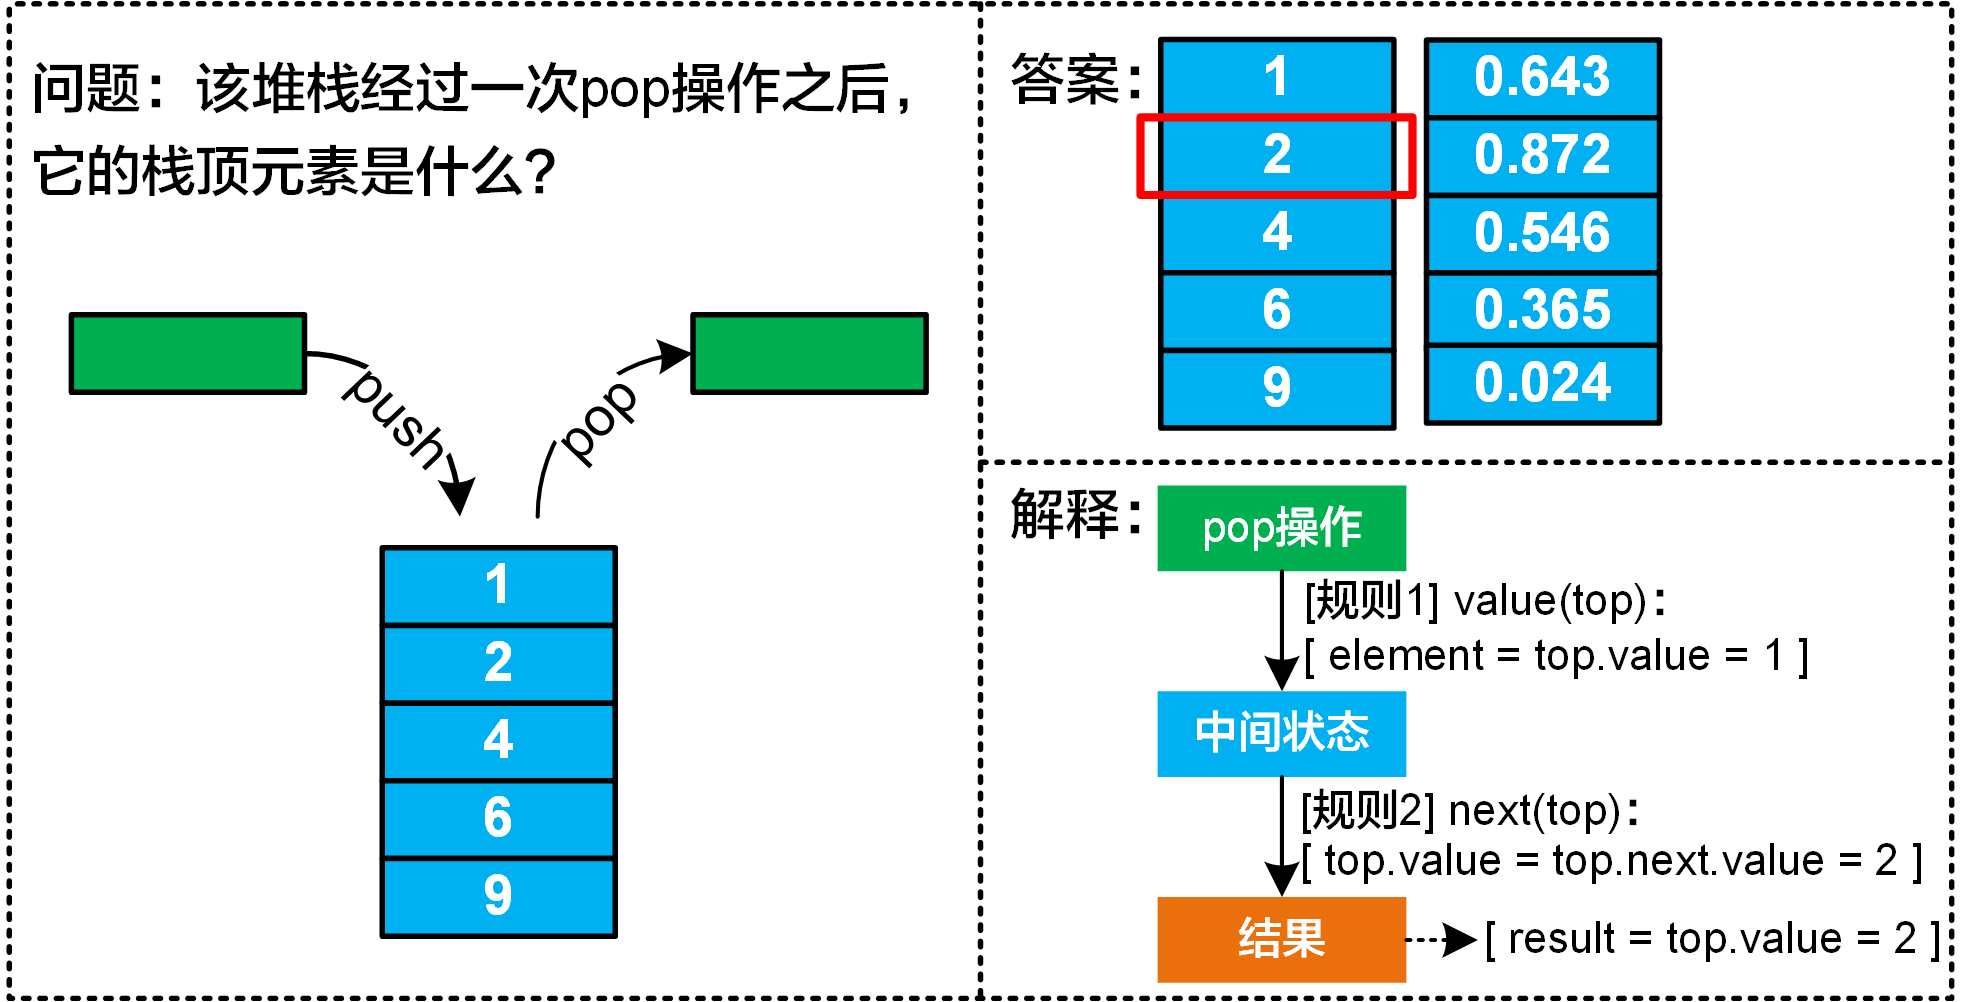 问题：该堆栈经过一次pop操作之后，
它的栈顶元素是什么？
push
pop
1
2
4
6
9
答案：
1
2
4
6
9
0.643
0.872
0.546
0.365
0.024
解释：
pop操作
[规则1] value(top)：
[ element = top.value = 1 ]
中间状态
[规则2] next(top)：
[ top.value = top.next.value = 2 ]
结果
[ result = top.value = 2 ]